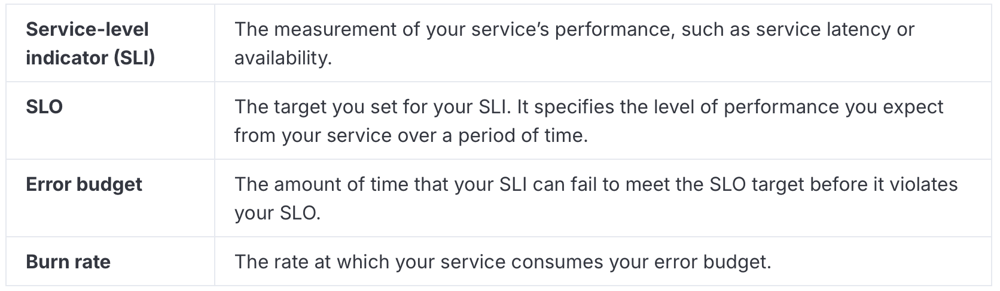 Service-level
indicator (SLI)
The measurement of your service’s performance, such as service latency or
availability.
SLO
The target you set for your SLI. It specifies the level of performance you expect
from your service over a period of time.
Error budget
The amount of time that your SLI can fail to meet the SLO target before it violates
your SLO.
Burn rate
The rate at which your service consumes your error budget.